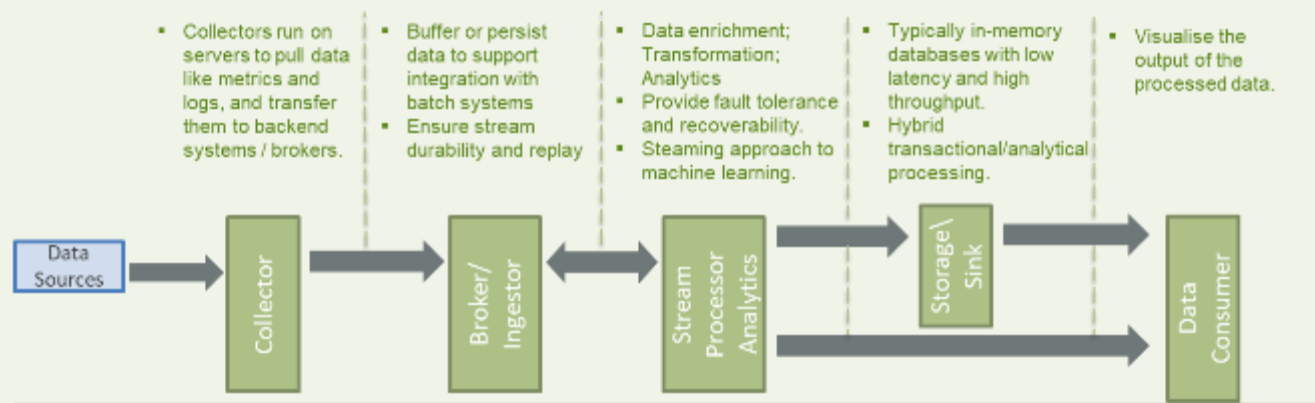 ▪ Collectors run on
servers to pull data
like metrics and
logs, and transfer
them to backend
systems / brokers.
▪ Buffer or persist
data to support
integration with
batch systems
▪ Ensure stream
durability and replay
▪ Data enrichment;
Transformation;
Analytics
▪ Provide fault tolerance
and recoverability.
▪ Steaming approach to
machine learning.
▪ Typically in-memory
databases with low
latency and high
throughput.
▪ Hybrid
transactional/analytical
processing.
▪ Visualise the
output of the
processed data.
Data
Sources
Collector
Broker/
Ingestor
Stream
Processor
Analytics
Storage\
Sink
Data
Consumer